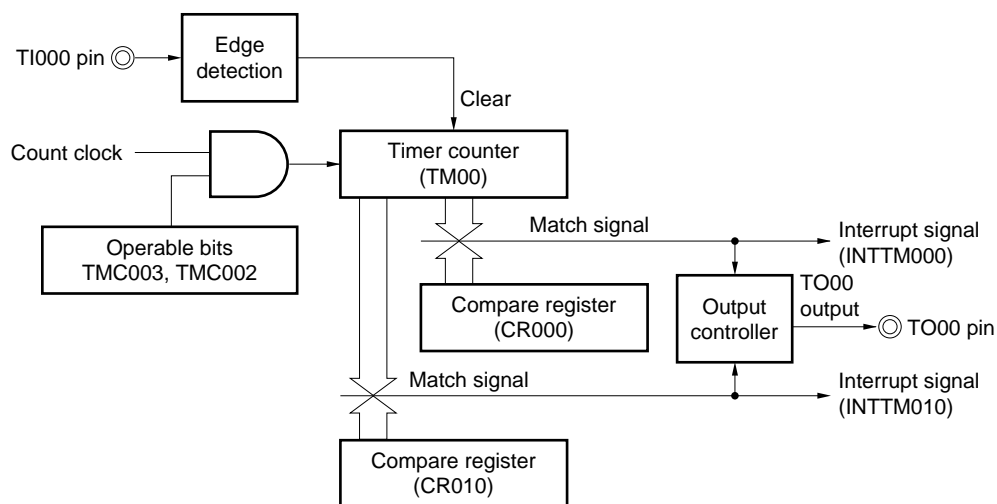 Edge
detection
TI000 pin
Clear
Count clock
Timer counter
(TM00)
Operable bits
TMC003, TMC002
Match signal
Interrupt signal
(INTTM000)
Compare register
(CR000)
Output
controller
TO00
output
TO00 pin
Match signal
Interrupt signal
(INTTM010)
Compare register
(CR010)